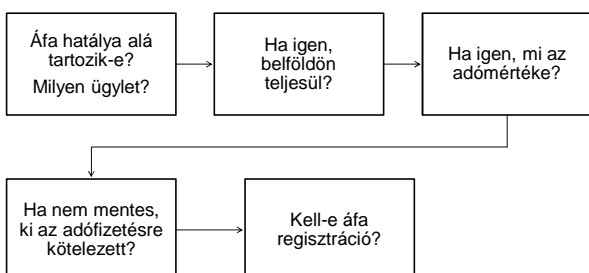 Áfa hatálya alá
tartozik-e?
Milyen ügylet?
Ha igen,
belföldön
teljesül?
Ha igen, mi az
adómértéke?
Ha nem mentes,
ki az adófizetésre
kötelezett?
Kell-e áfa
regisztráció?